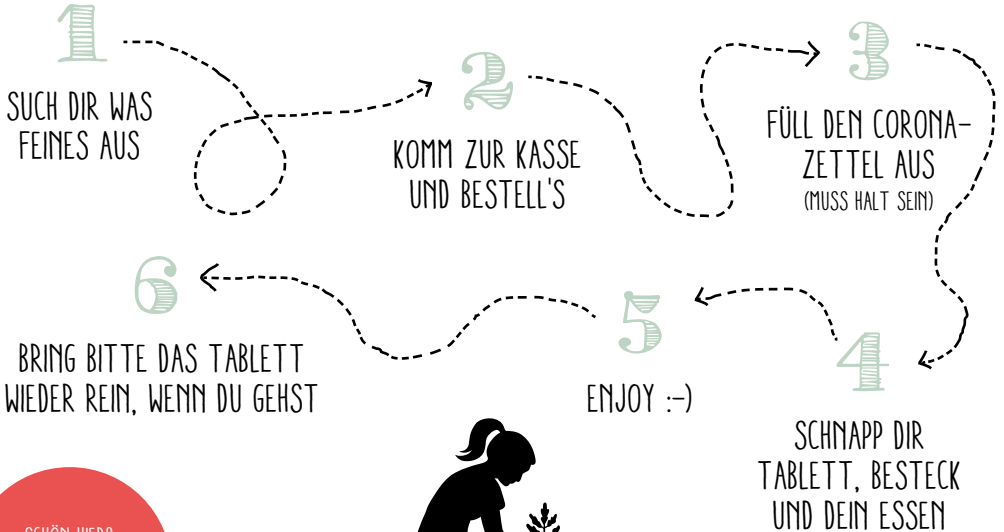 1
SUCH DIR WAS
FEINES AUS
2
KOMM ZUR KASSE
UND BESTELL'S
3
FÜLL DEN CORONA-
ZETTEL AUS
(MUSS HALT SEIN)
4
SCHNAPP DIR
TABLETT, BESTECK
UND DEIN ESSEN
5
ENJOY :-)
6
BRING BITTE DAS TABLETT
WIEDER REIN, WENN DU GEHST
SCHÖN HIER?